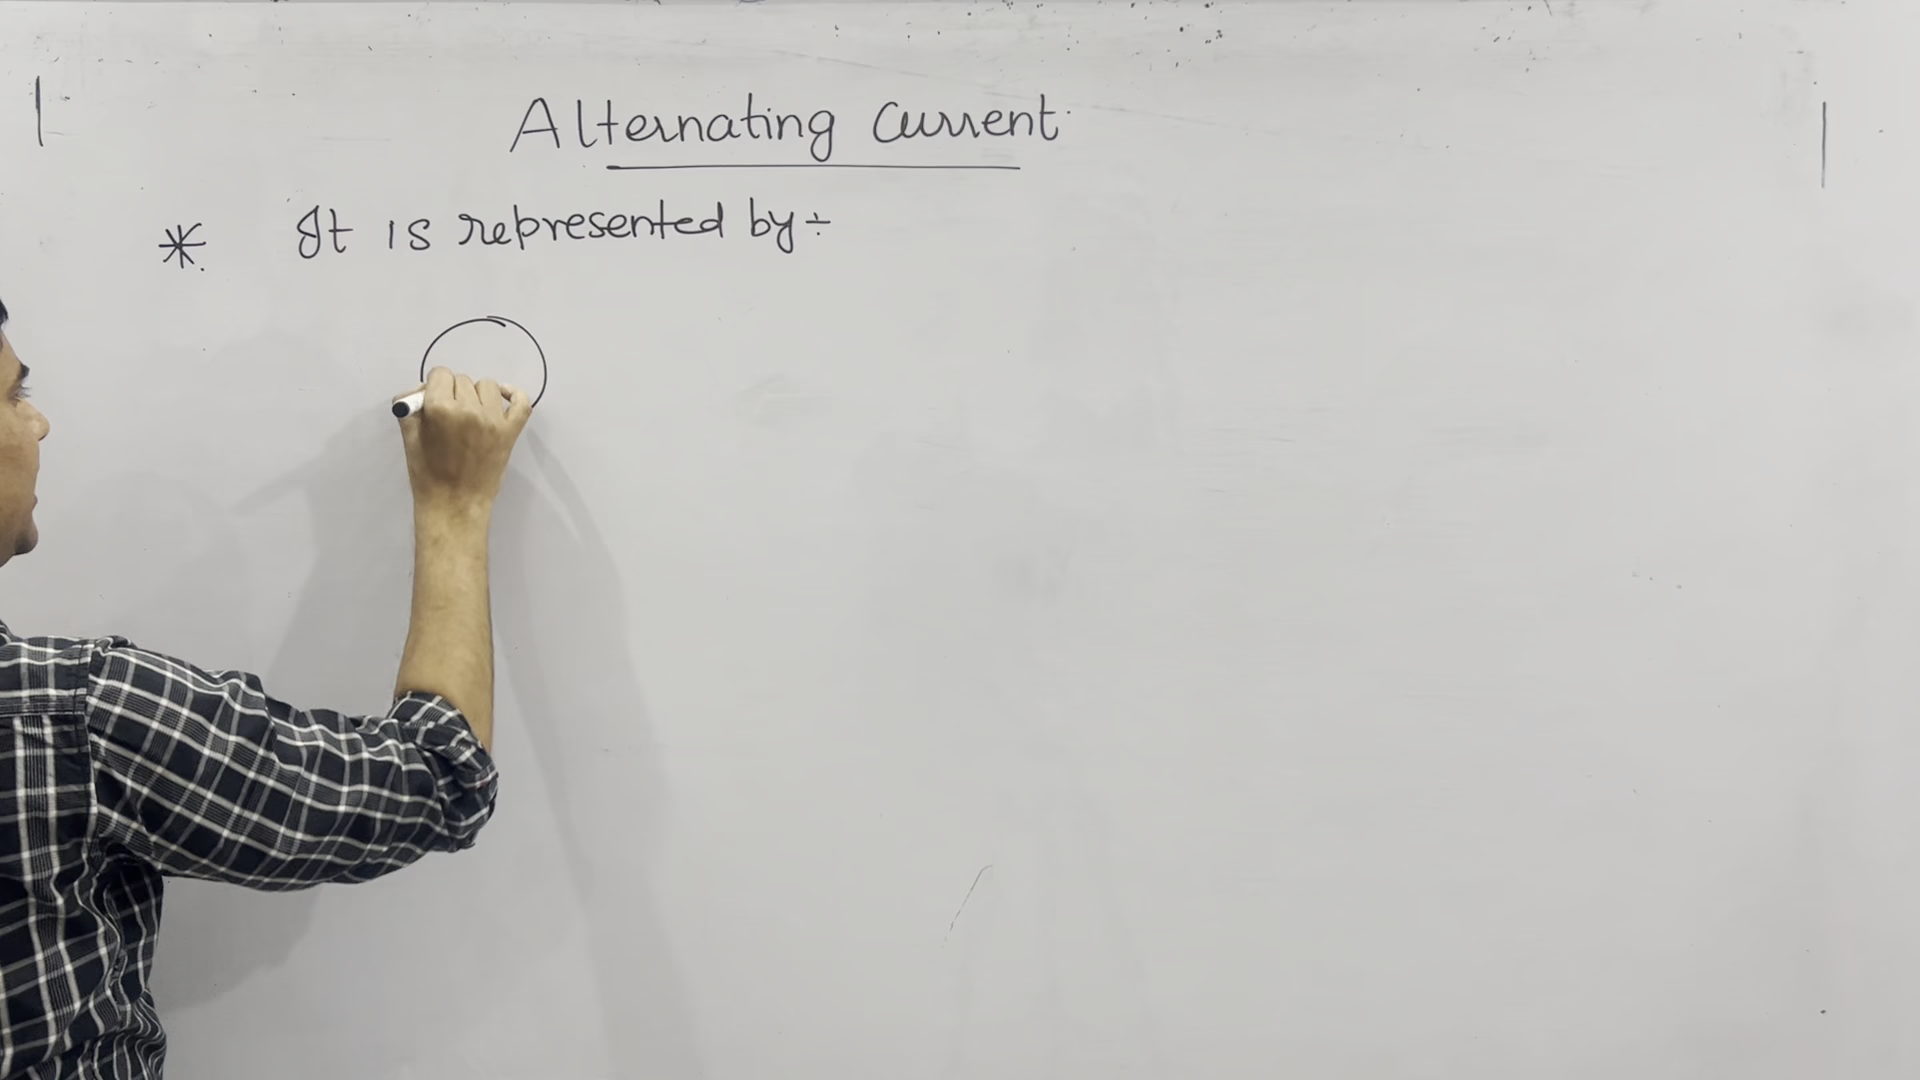 Alternating Current
* It is represented by ÷